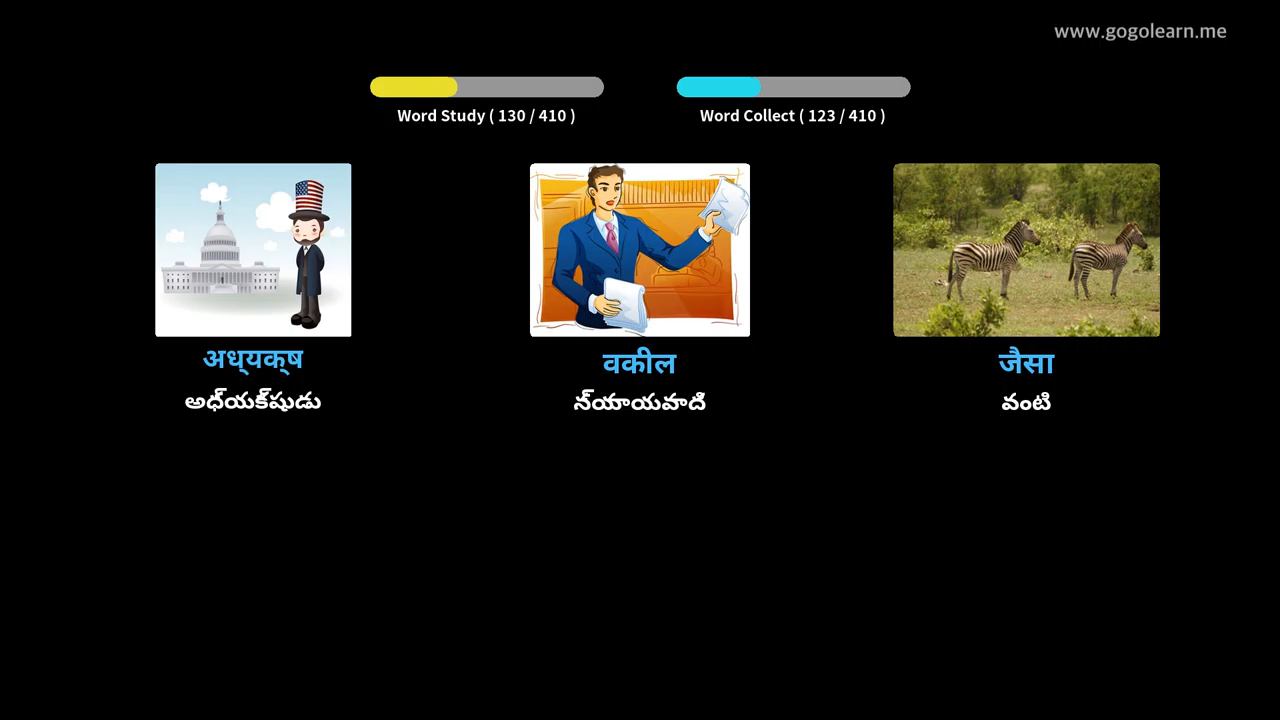 www.gogolearn.me
Word Study ( 130 / 410 )
Word Collect ( 123 / 410 )
अध्‌यक्‌ष
वकील
जैसा
అధ్‌యక్‌షుడు
న్‌యాయవాది
వంటి